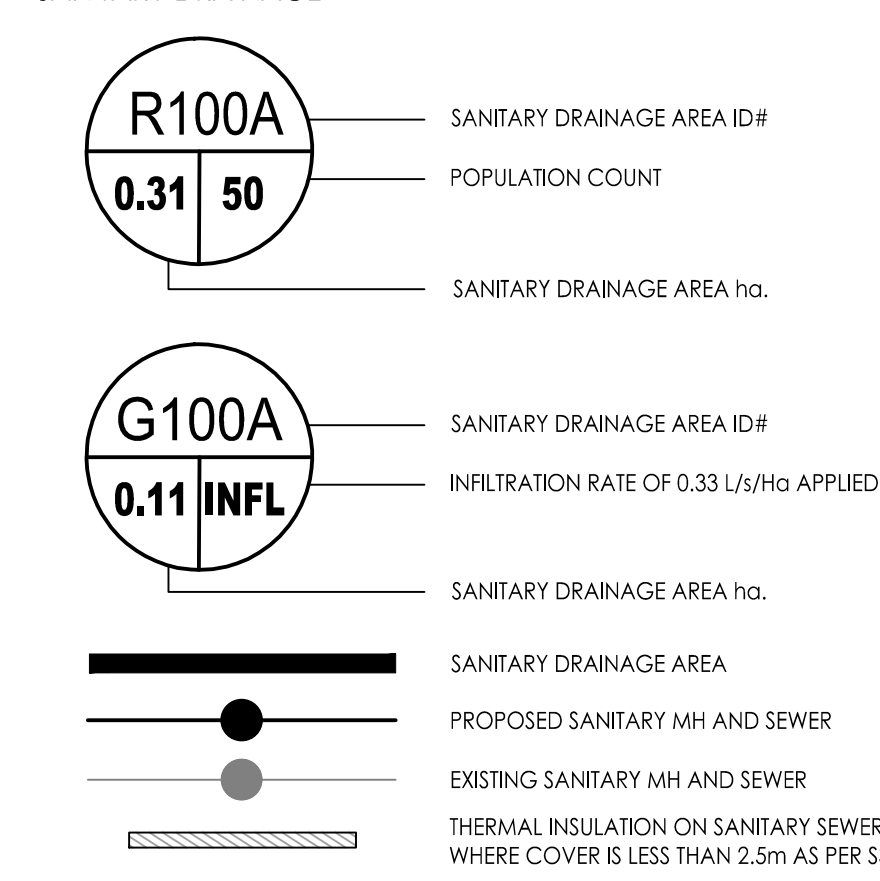 R100A
SANITARY DRAINAGE AREA ID#
POPULATION COUNT
0.31 50
SANITARY DRAINAGE AREA ha.
G100A
SANITARY DRAINAGE AREA ID#
INFILTRATION RATE OF 0.33 L/s/Ha APPLIED
0.11 INFL
SANITARY DRAINAGE AREA ha.
SANITARY DRAINAGE AREA
PROPOSED SANITARY MH AND SEWER
EXISTING SANITARY MH AND SEWER
THERMAL INSULATION ON SANITARY SEWER
WHERE COVER IS LESS THAN 2.5m AS PER